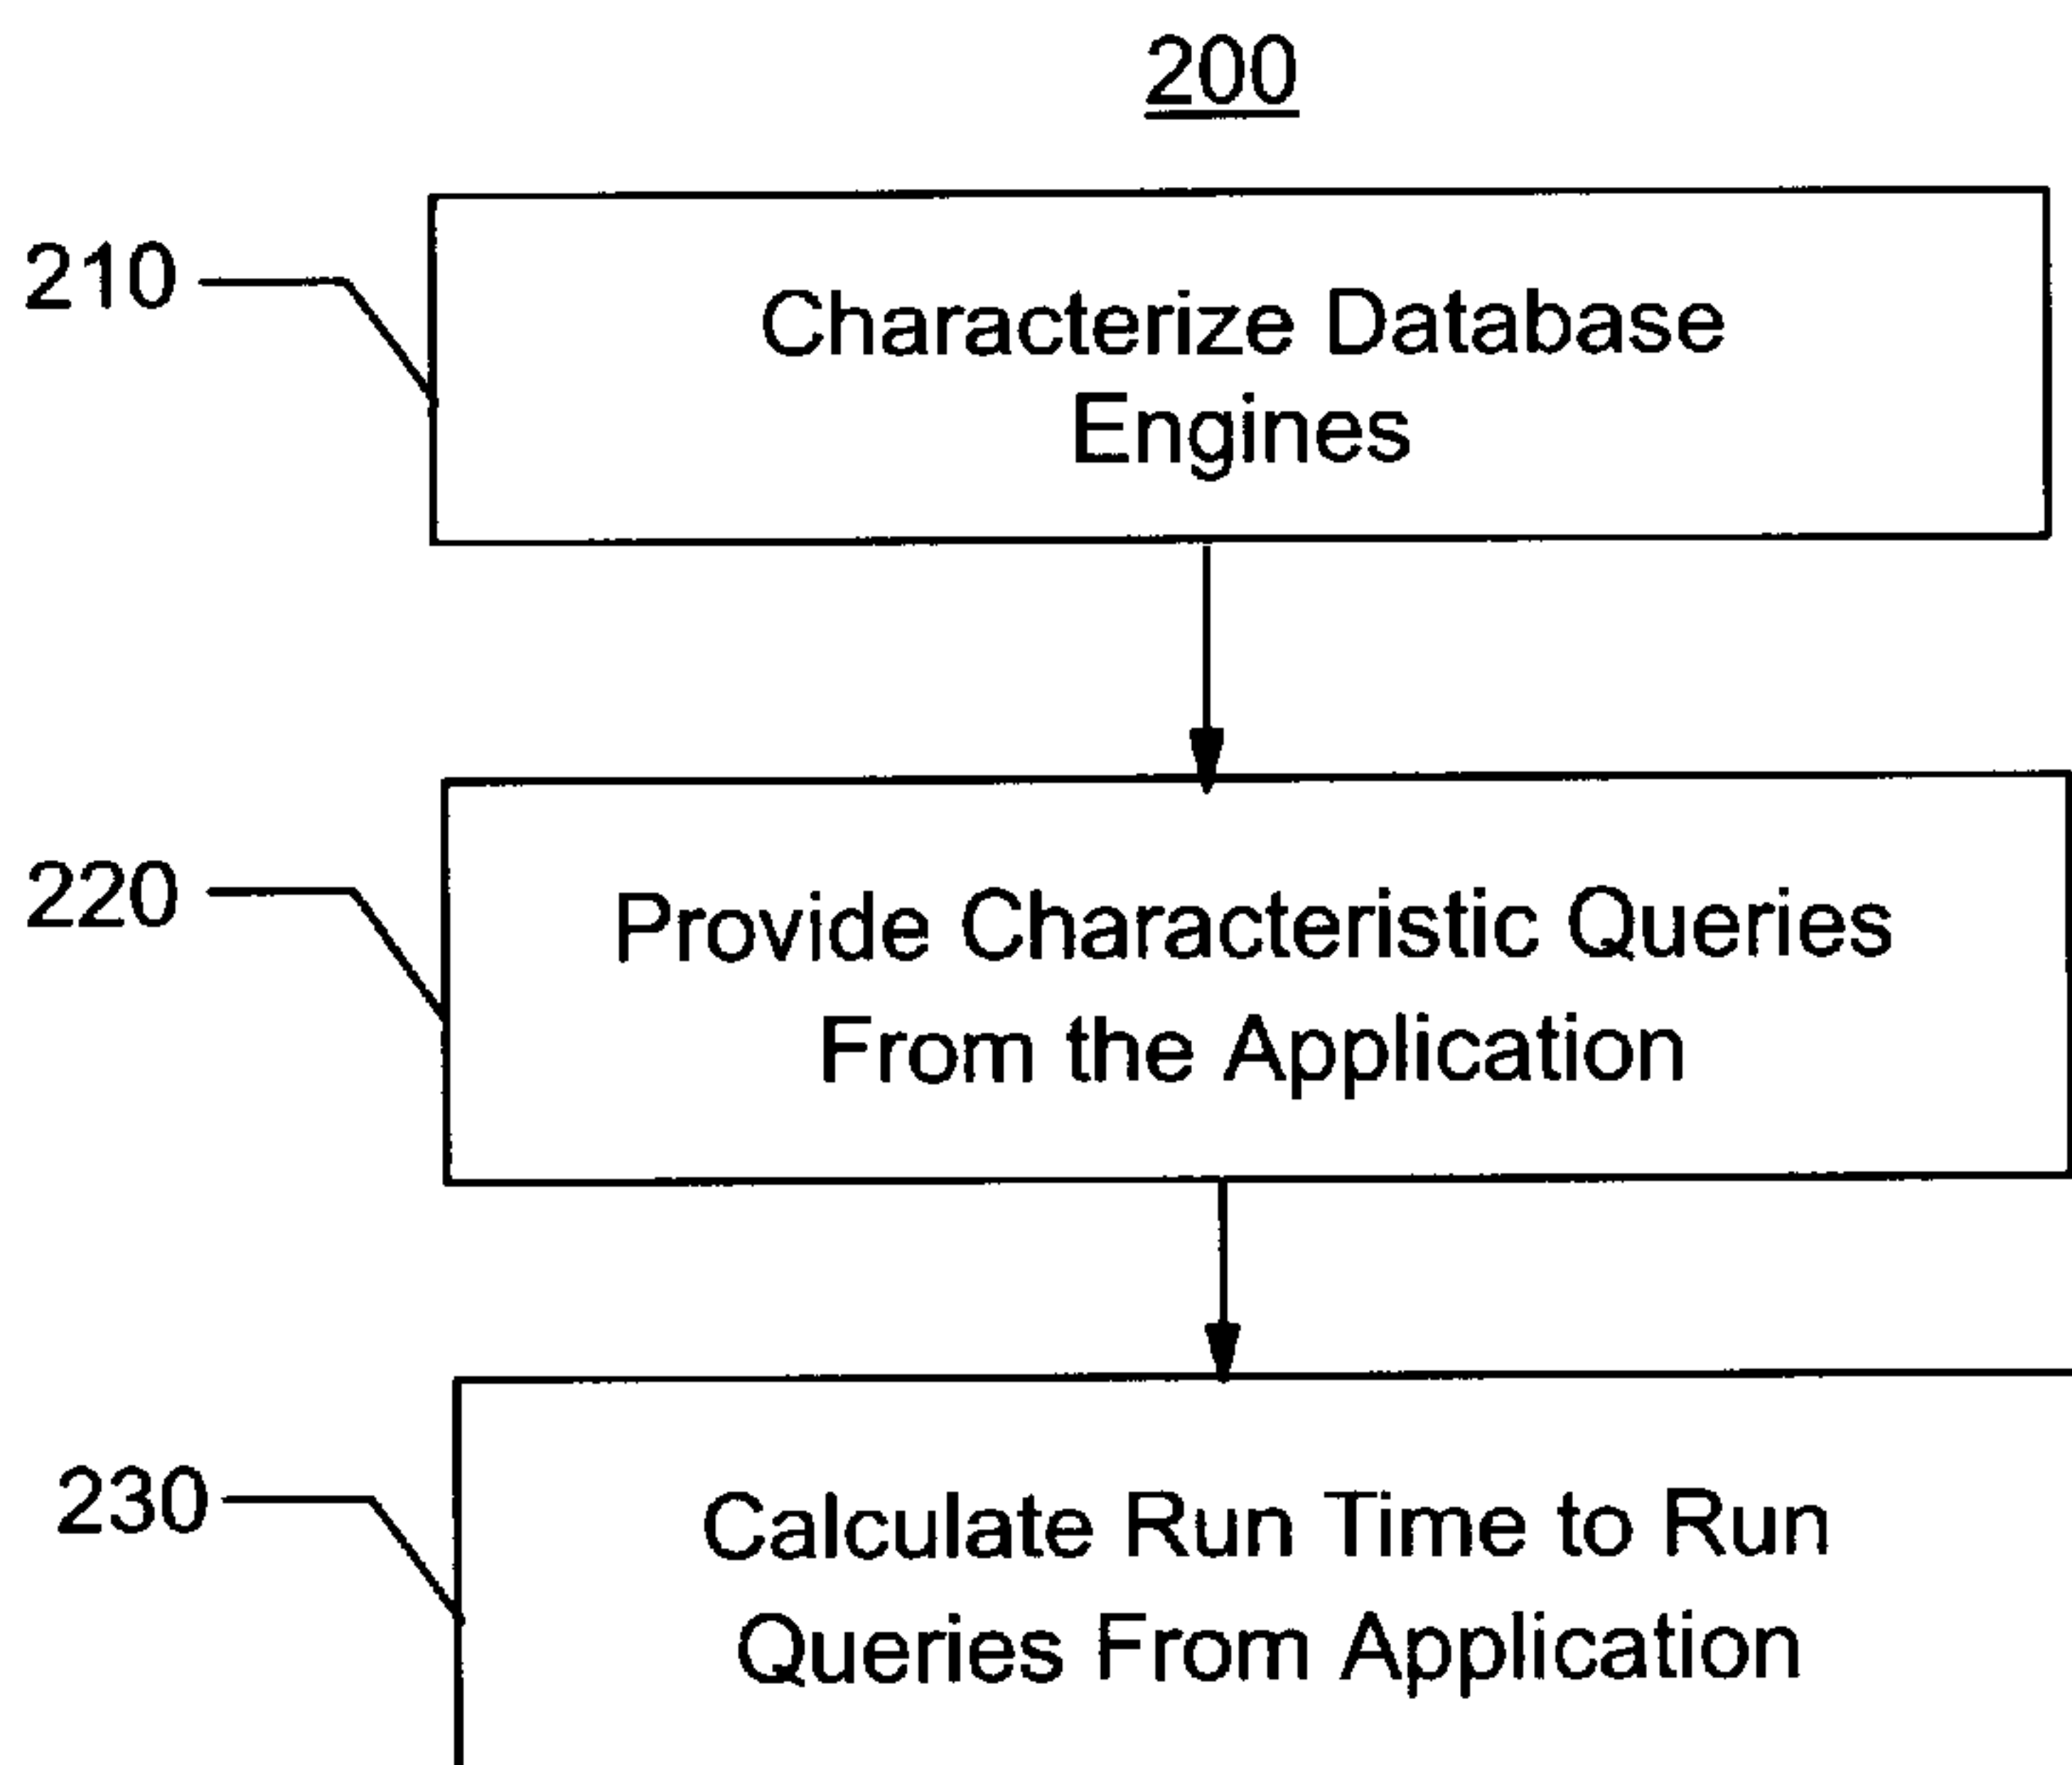 200
210
Characterize Database
Engines
220
Provide Characteristic Queries
From the Application
230
Calculate Run Time to Run
Queries From Application